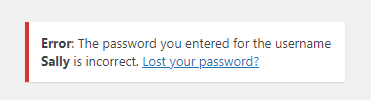 Error: The password you entered for the username
Sally is incorrect. Lost your password?